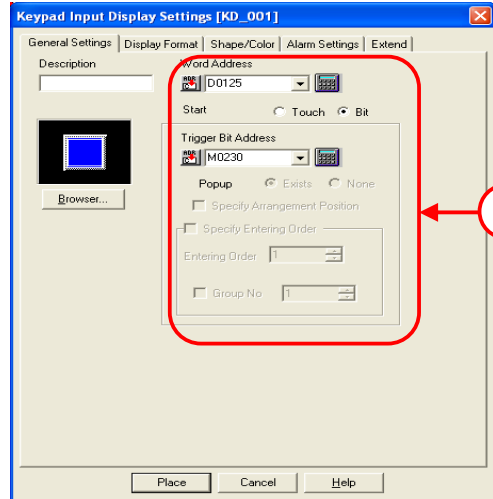 Keypad Input Display Settings [KD_001]
General Settings Display Format Shape/Color Alarm Settings Extend
Description Word Address
D0125
Start Touch Bit
Trigger Bit Address
M0230
Popup Exists None
Browser...
Specify Arrangement Position
Specify Entering Order
Entering Order 1
Group No 1
Place Cancel Help